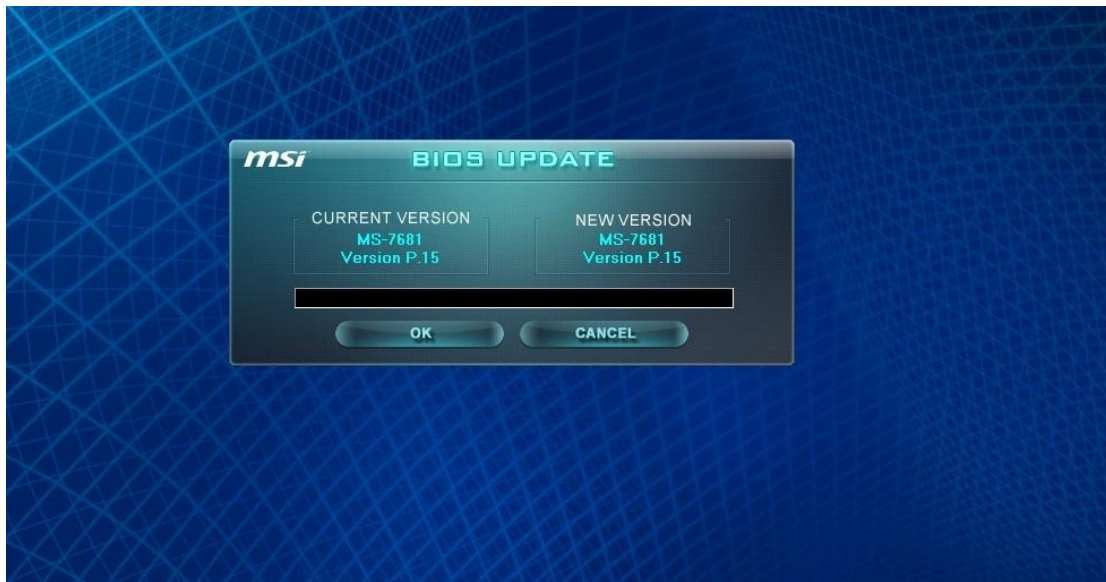 msi
BIOS UPDATE
CURRENT VERSION
MS-7681
Version P.15
NEW VERSION
MS-7681
Version P.15
OK
CANCEL